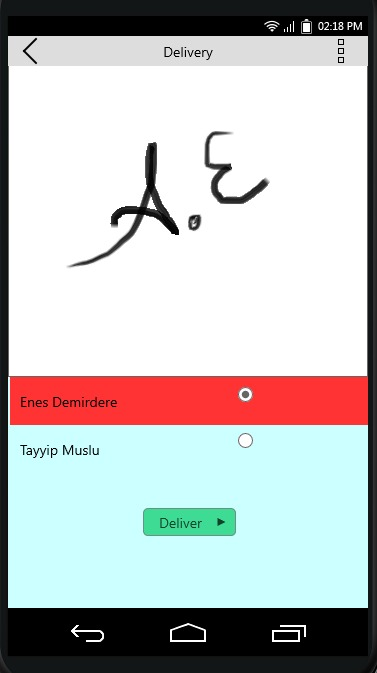 02:18 PM
Delivery
A.E
Enes Demirdere
Tayyip Muslu
Deliver